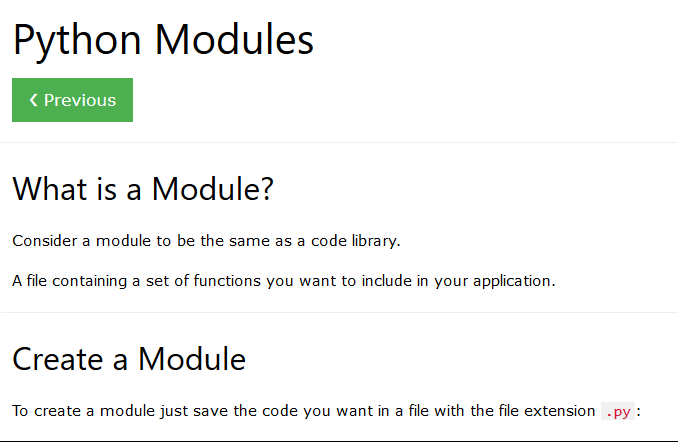 Python Modules
❮ Previous
What is a Module?
Consider a module to be the same as a code library.
A file containing a set of functions you want to include in your application.
Create a Module
To create a module just save the code you want in a file with the file extension .py: